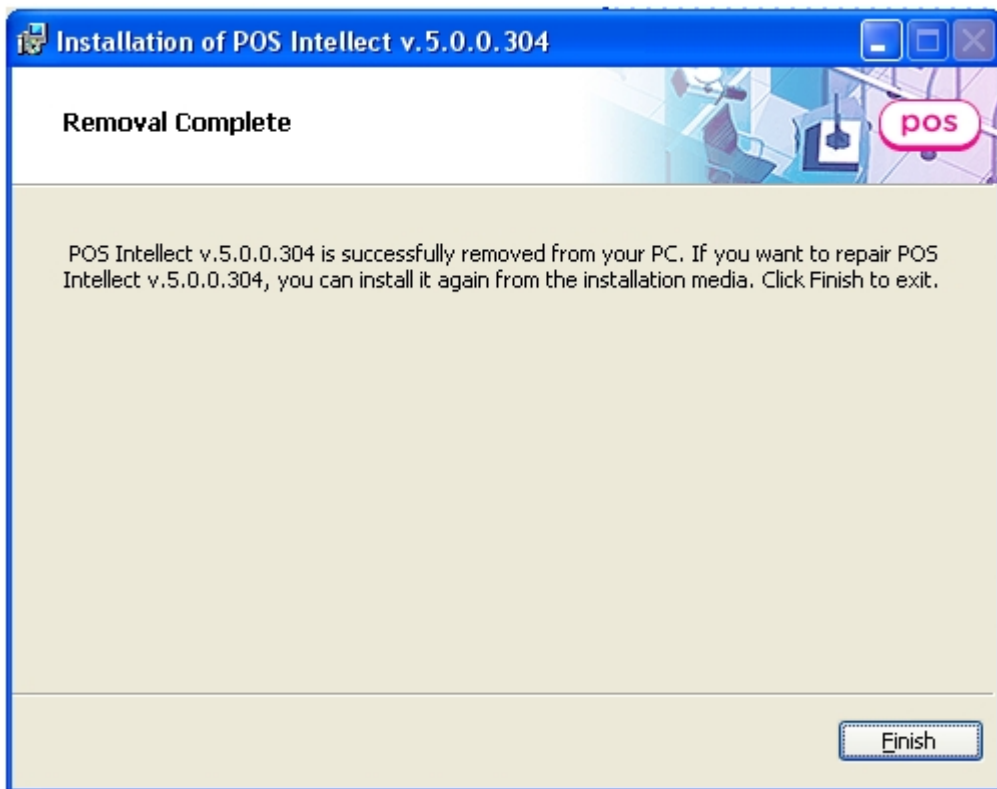 Installation of POS Intellect v.5.0.0.304
Removal Complete
pos
POS Intellect v.5.0.0.304 is successfully removed from your PC. If you want to repair POS
Intellect v.5.0.0.304, you can install it again from the installation media. Click Finish to exit.
Finish